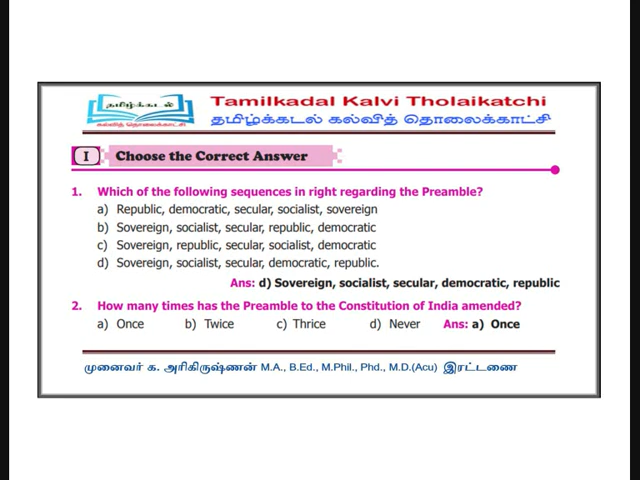 தமிழ்க்கடல்
கல்வித் தொலைக்காட்சி
Tamilkadal Kalvi Tholaikatchi
தமிழ்க்கடல் கல்வித் தொலைக்காட்சி
I Choose the Correct Answer
1. Which of the following sequences in right regarding the Preamble?
a) Republic, democratic, secular, socialist, sovereign
b) Sovereign, socialist, secular, republic, democratic
c) Sovereign, republic, secular, socialist, democratic
d) Sovereign, socialist, secular, democratic, republic.
Ans: d) Sovereign, socialist, secular, democratic, republic
2. How many times has the Preamble to the Constitution of India amended?
a) Once b) Twice c) Thrice d) Never Ans: a) Once
முனைவர் க. அரிகிருஷ்ணன் M.A., B.Ed., M.Phil., Phd., M.D.(Acu) இரட்டணை